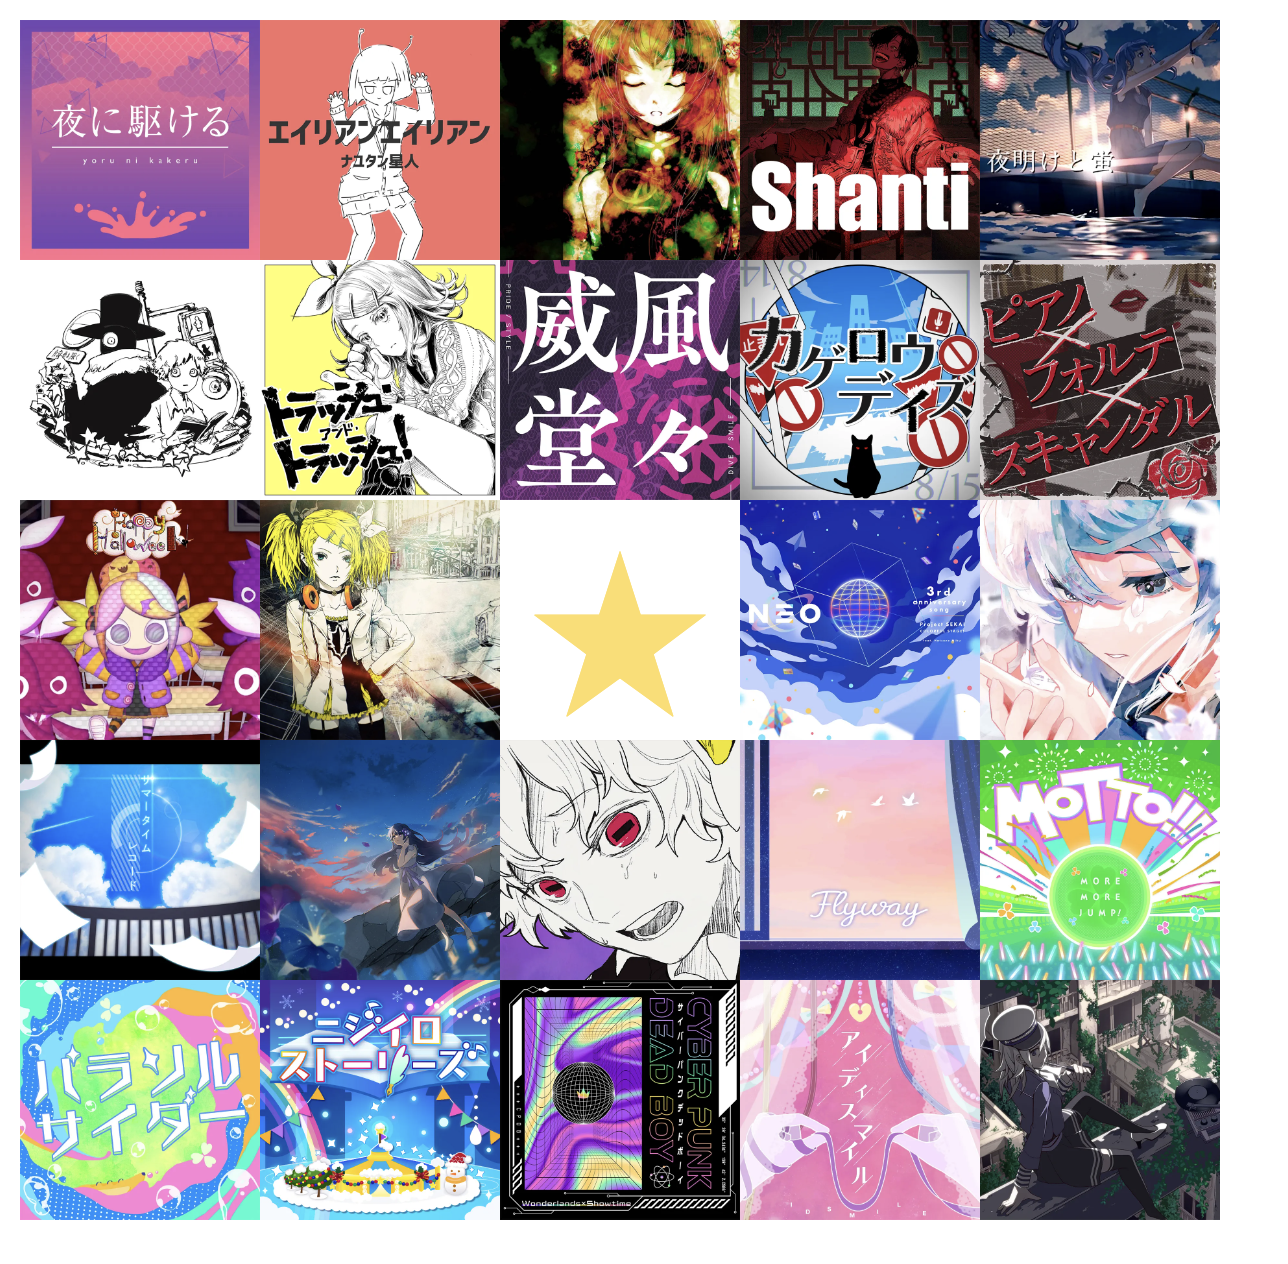 夜に駆ける
yoru ni kakeru
エイリアンエイリアン
ナユタン星人
Shanti
夜明けと蛍
トラッシュ・
アンド・
トラッシュ!
PRIDE / STYLE
威風
堂々
DIVE / SMILE
8/14
カゲロウ
デイズ
8/15
ピアノ
×
フォルテ
×
スキャンダル
Happy
Halloween
NEO
3rd
anniversary
song
Project SEKAI
サマータイム
レコード
Flyway
MOTTO!!!
MORE
MORE
JUMP!
パラソル
サイダー
ニジイロ
ストーリーズ
CYBER PUNK
DEAD BOY
サイバーパンクデッドボーイ
Wonderlands×Showtime
アイディスマイル
IDSMILE